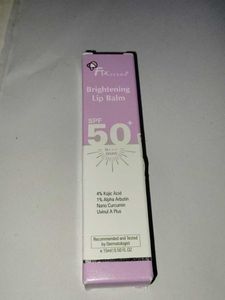 FIXderma
Brightening
Lip Balm
SPF
50+
4% Kojic Acid
1% Alpha Arbutin
Nano Curcumin
Uvinul A Plus
Recommended and Tested
by Dermatologist